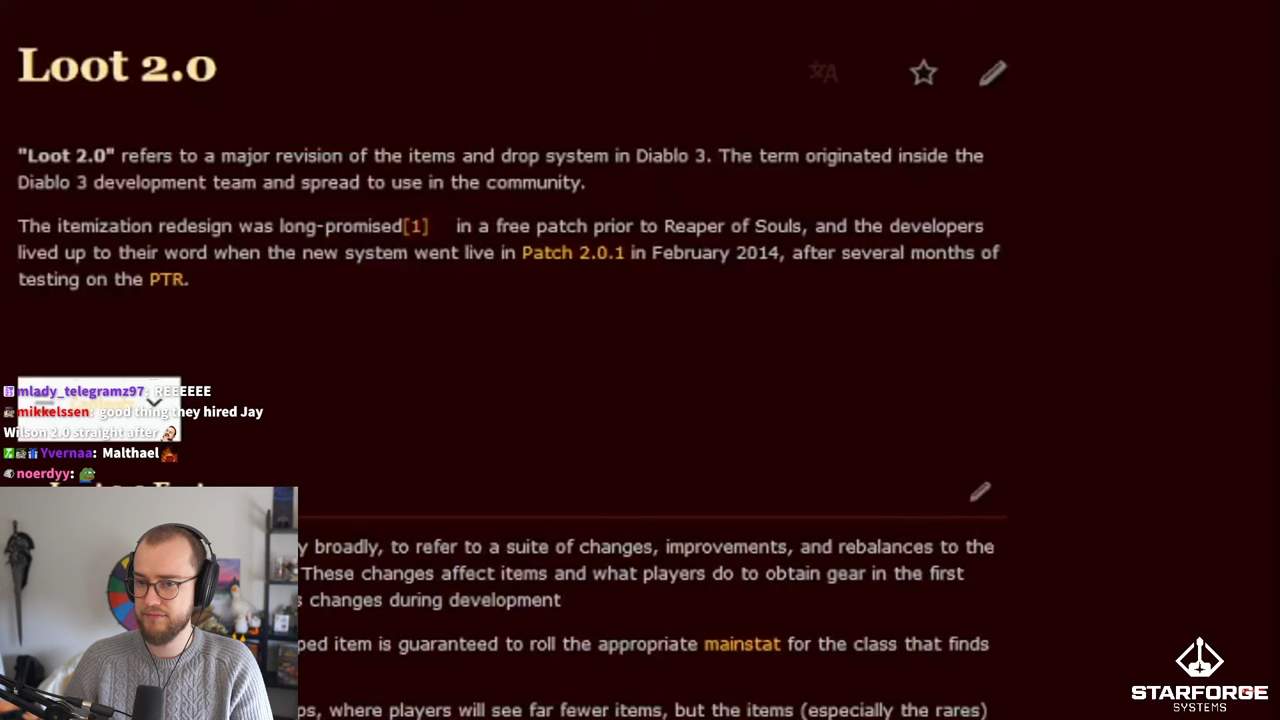 Loot 2.0
"Loot 2.0" refers to a major revision of the items and drop system in Diablo 3. The term originated inside the
Diablo 3 development team and spread to use in the community.
The itemization redesign was long-promised[1] in a free patch prior to Reaper of Souls, and the developers
lived up to their word when the new system went live in Patch 2.0.1 in February 2014, after several months of
testing on the PTR.
mlady_telegramz97: REEEEEE
mikkelssen: good thing they hired Jay
Wilson 2.0 straight after
Yvernaa: Malthael
noerdyy:
y broadly, to refer to a suite of changes, improvements, and rebalances to the
These changes affect items and what players do to obtain gear in the first
s changes during development
ped item is guaranteed to roll the appropriate mainstat for the class that finds
ps, where players will see far fewer items, but the items (especially the rares)
STARFORGE
SYSTEMS